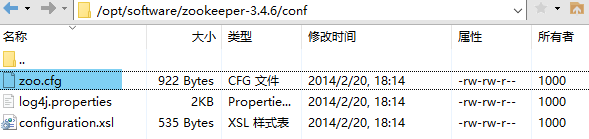 /opt/software/zookeeper-3.4.6/conf
名称 大小 类型 修改时间 属性 所有者
..
zoo.cfg 922 Bytes CFG 文件 2014/2/20, 18:14 -rw-rw-r-- 1000
log4j.properties 2KB Propertie... 2014/2/20, 18:14 -rw-rw-r-- 1000
configuration.xsl 535 Bytes XSL 样式表 2014/2/20, 18:14 -rw-rw-r-- 1000